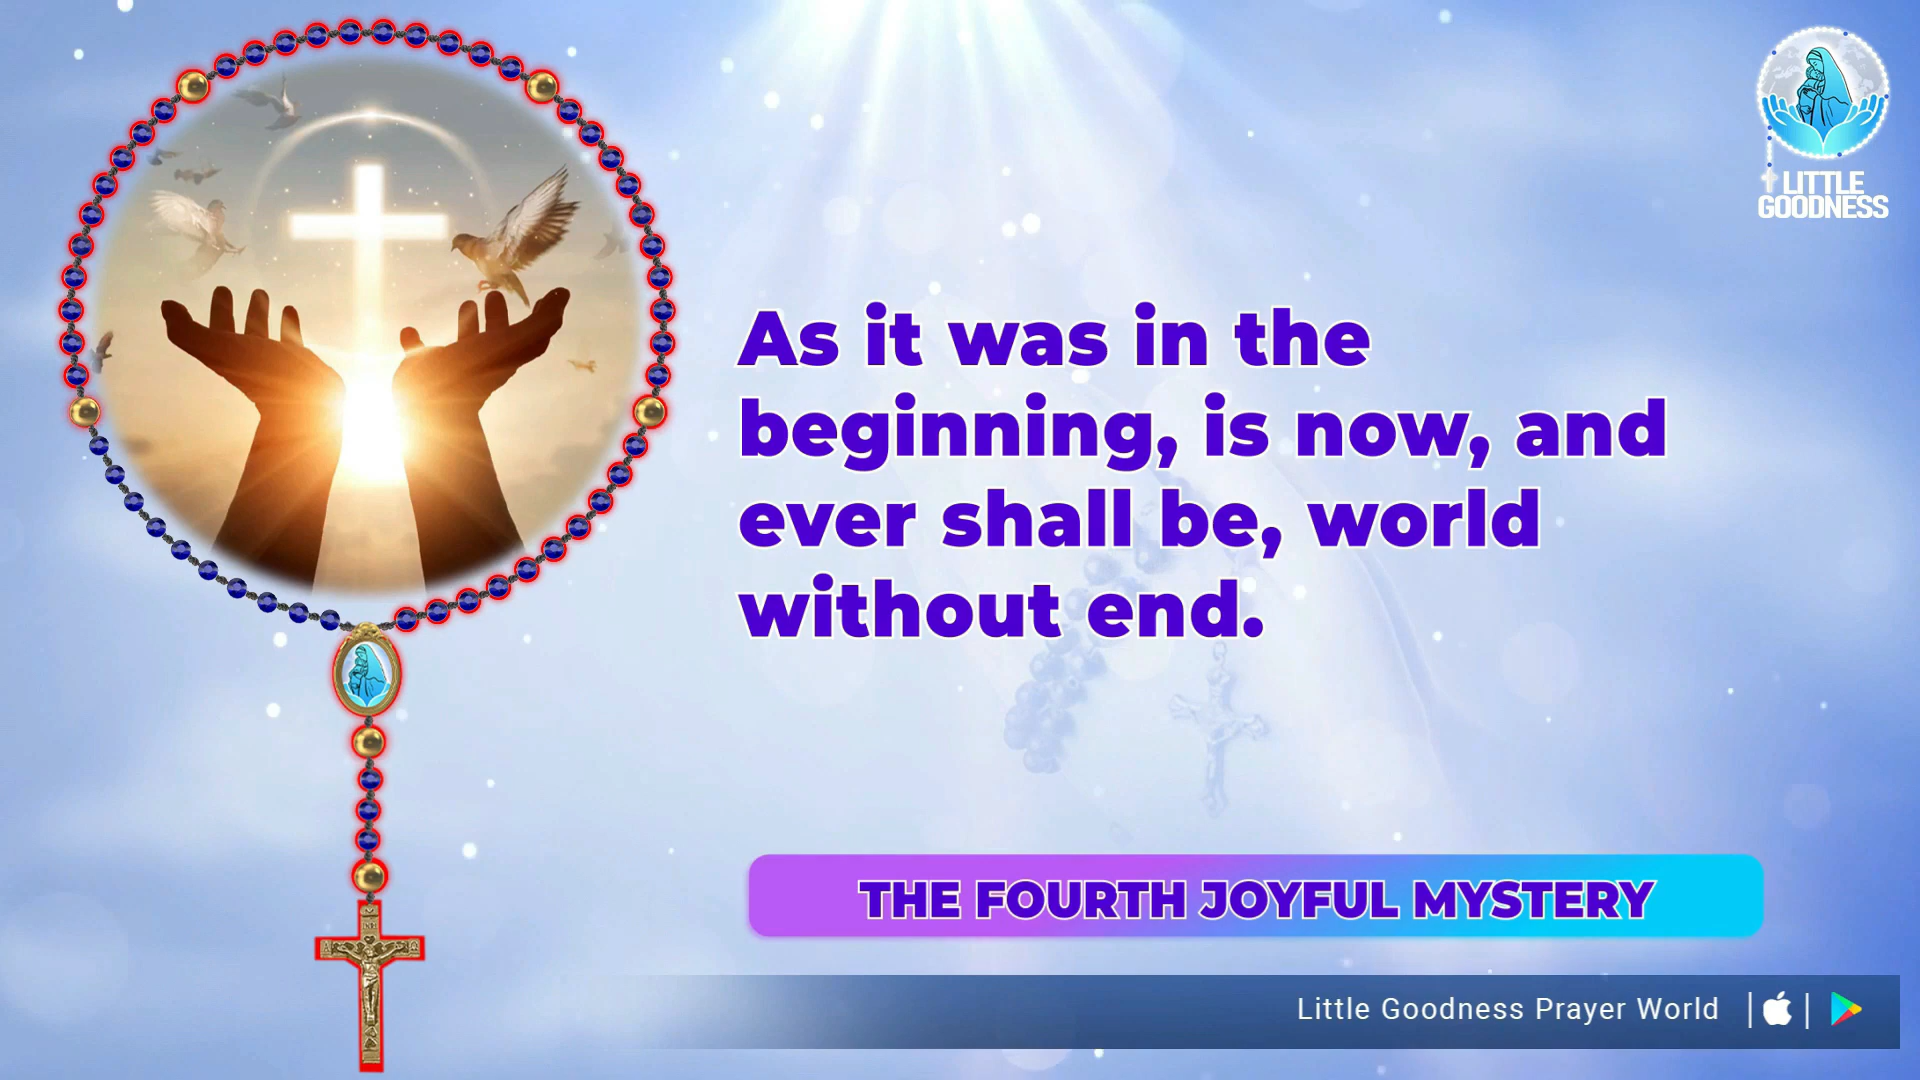 LITTLE
GOODNESS
As it was in the
beginning, is now, and
ever shall be, world
without end.
THE FOURTH JOYFUL MYSTERY
Little Goodness Prayer World